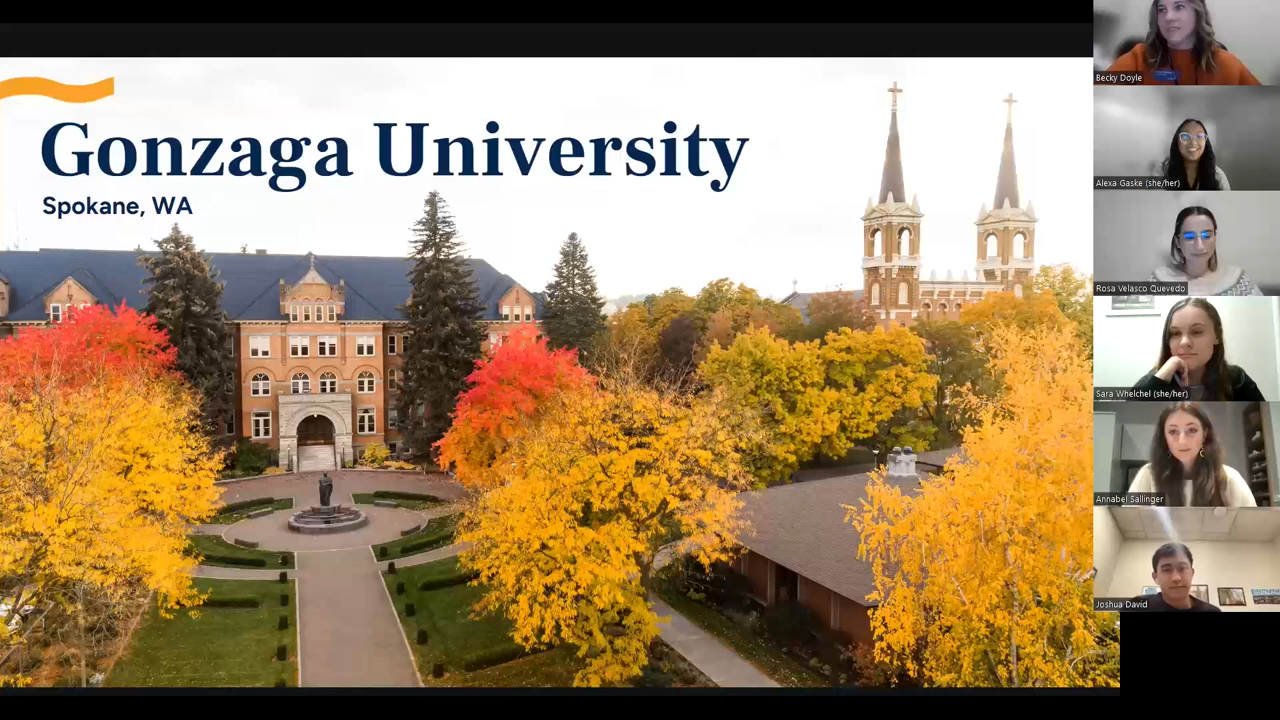 Gonzaga University
Spokane, WA
Becky Doyle
Alexa Gaske (she/her)
Rosa Velasco Quevedo
Sara Whelchel (she/her)
Annabel Sallinger
Joshua David